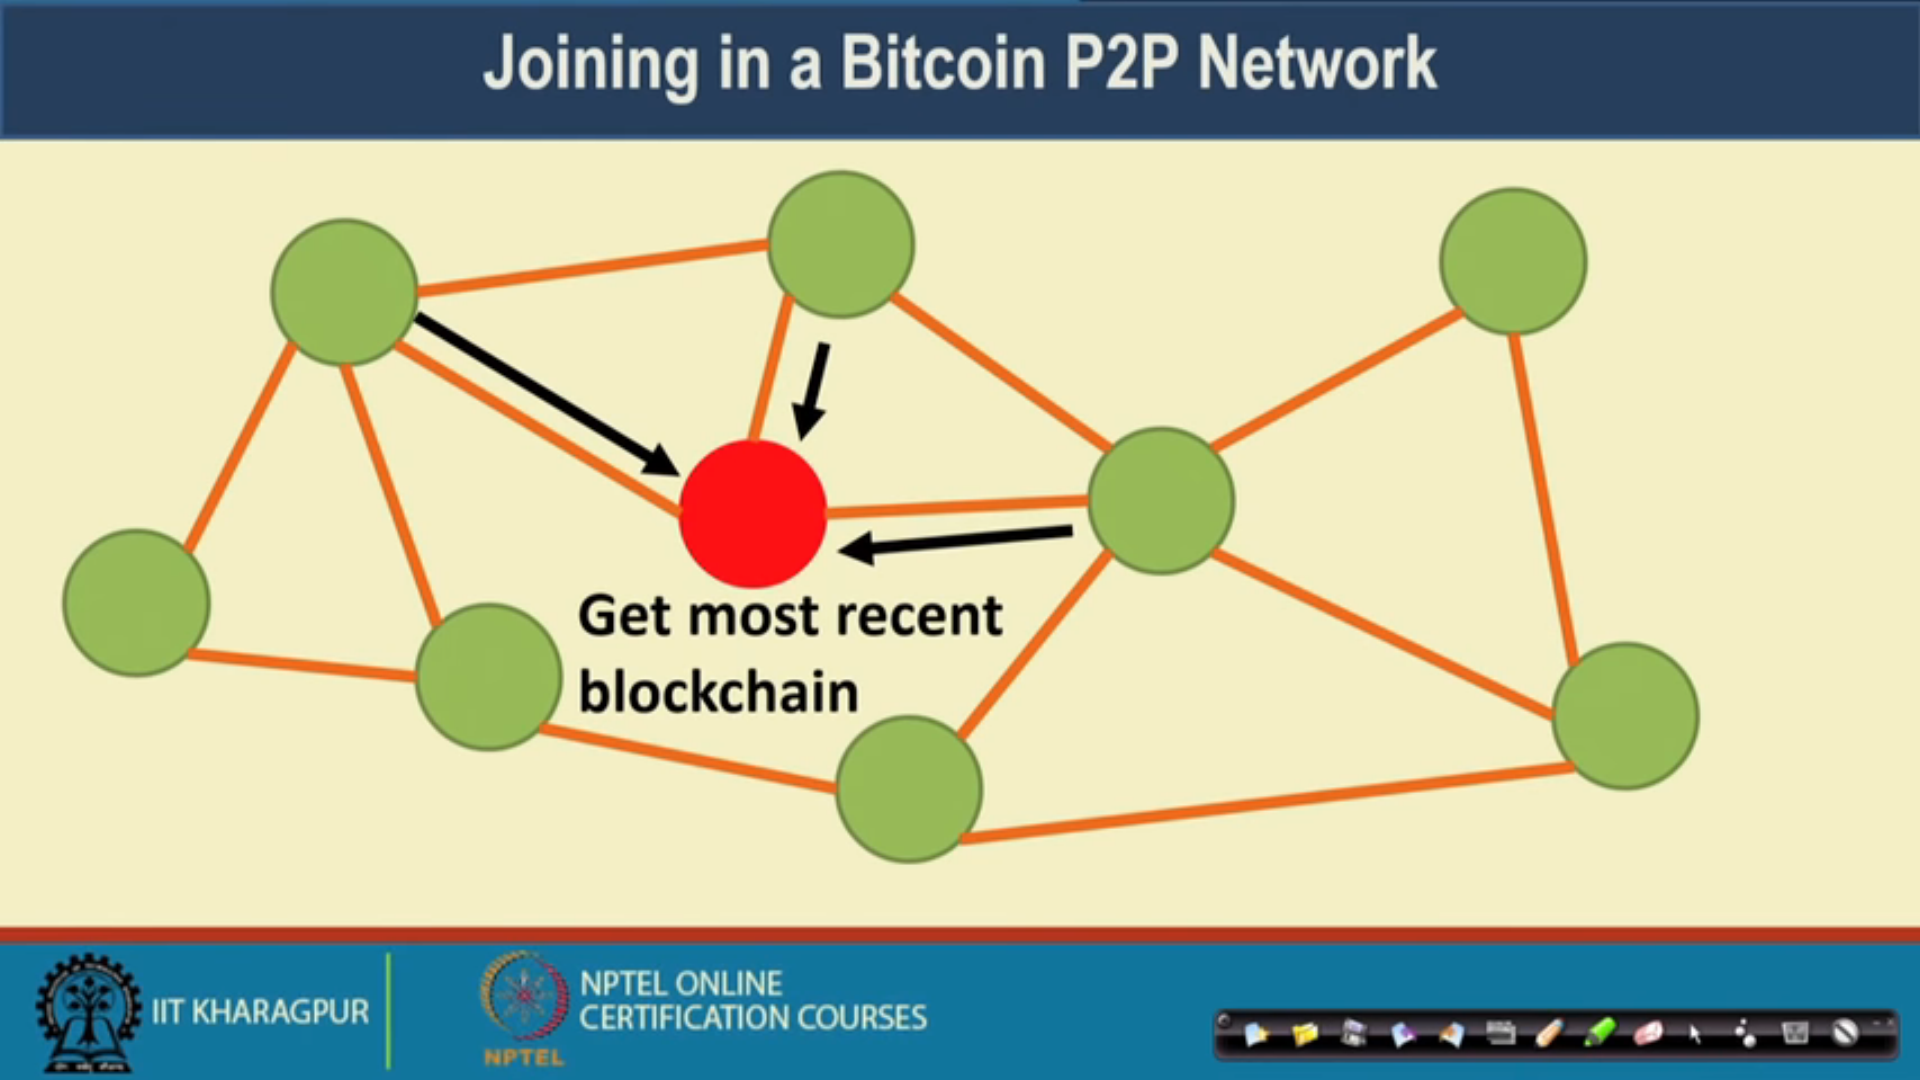 Joining in a Bitcoin P2P Network
Get most recent
blockchain
IIT KHARAGPUR
NPTEL ONLINE
CERTIFICATION COURSES
NPTEL